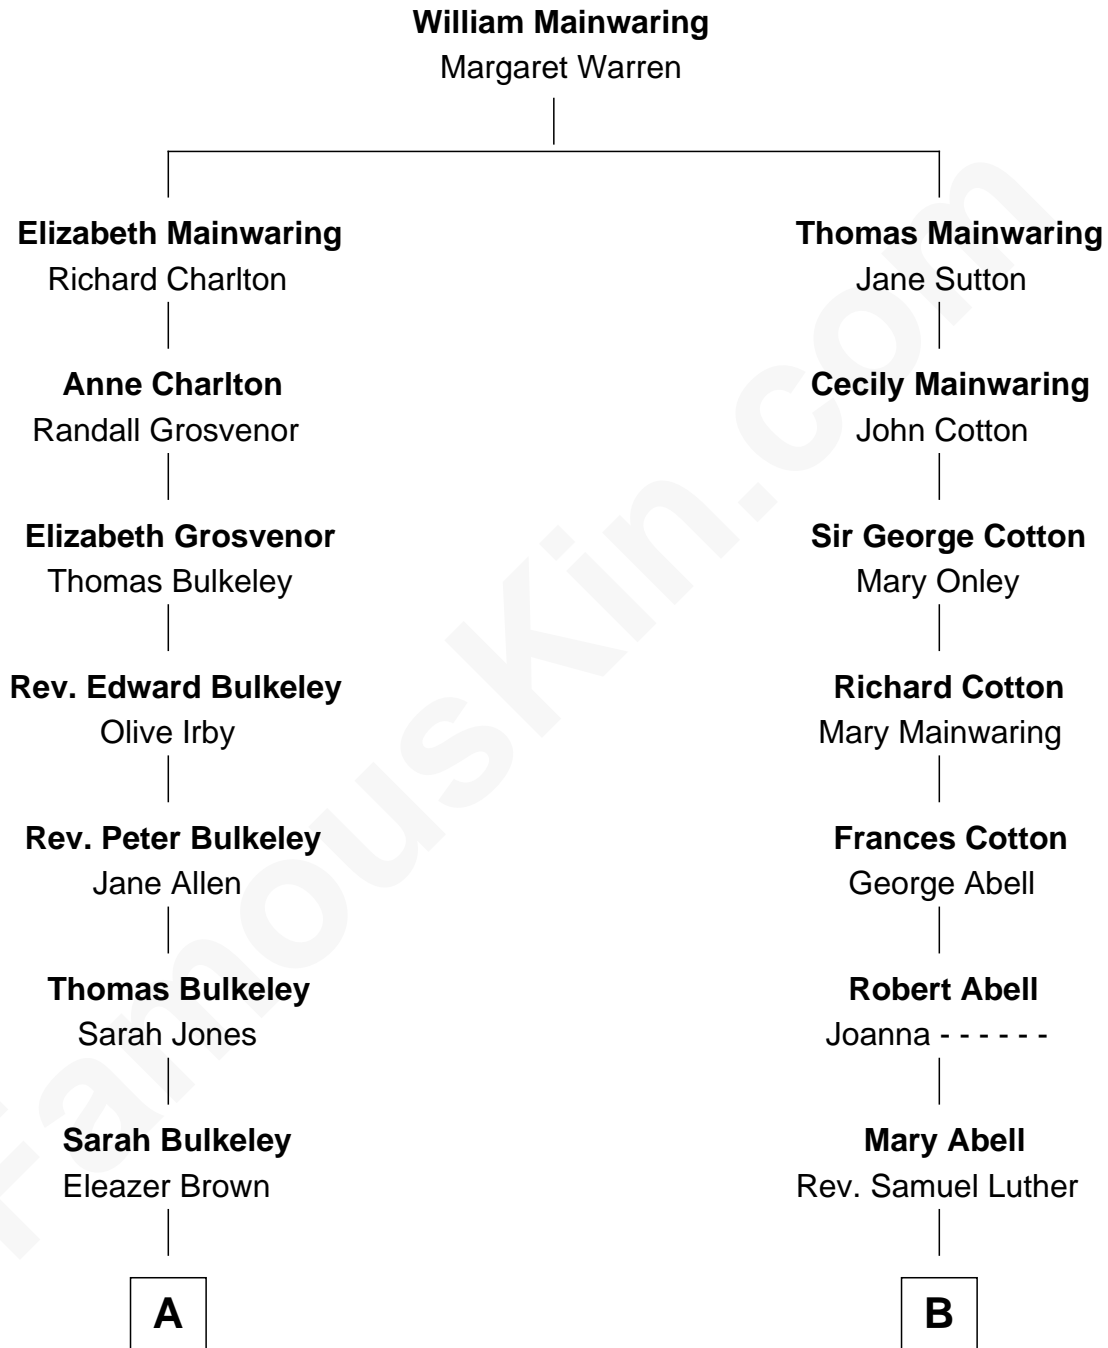 William Mainwaring
Margaret Warren
Elizabeth Mainwaring
Richard Charlton
Anne Charlton
Randall Grosvenor
Elizabeth Grosvenor
Thomas Bulkeley
Rev. Edward Bulkeley
Olive Irby
Rev. Peter Bulkeley
Jane Allen
Thomas Bulkeley
Sarah Jones
Sarah Bulkeley
Eleazer Brown
A
Thomas Mainwaring
Jane Sutton
Cecily Mainwaring
John Cotton
Sir George Cotton
Mary Onley
Richard Cotton
Mary Mainwaring
Frances Cotton
George Abell
Robert Abell
Joanna - - - - - -
Mary Abell
Rev. Samuel Luther
B
FamousKin.com